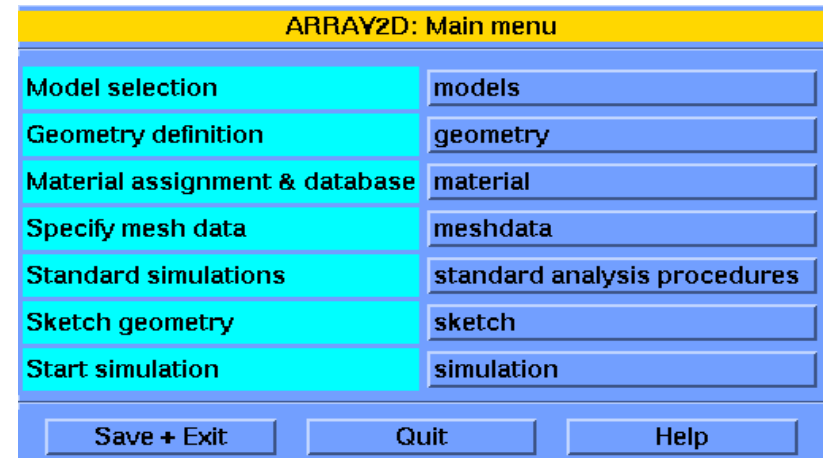 ARRAY2D: Main menu
Model selection models
Geometry definition geometry
Material assignment & database material
Specify mesh data meshdata
Standard simulations standard analysis procedures
Sketch geometry sketch
Start simulation simulation
Save + Exit Quit Help